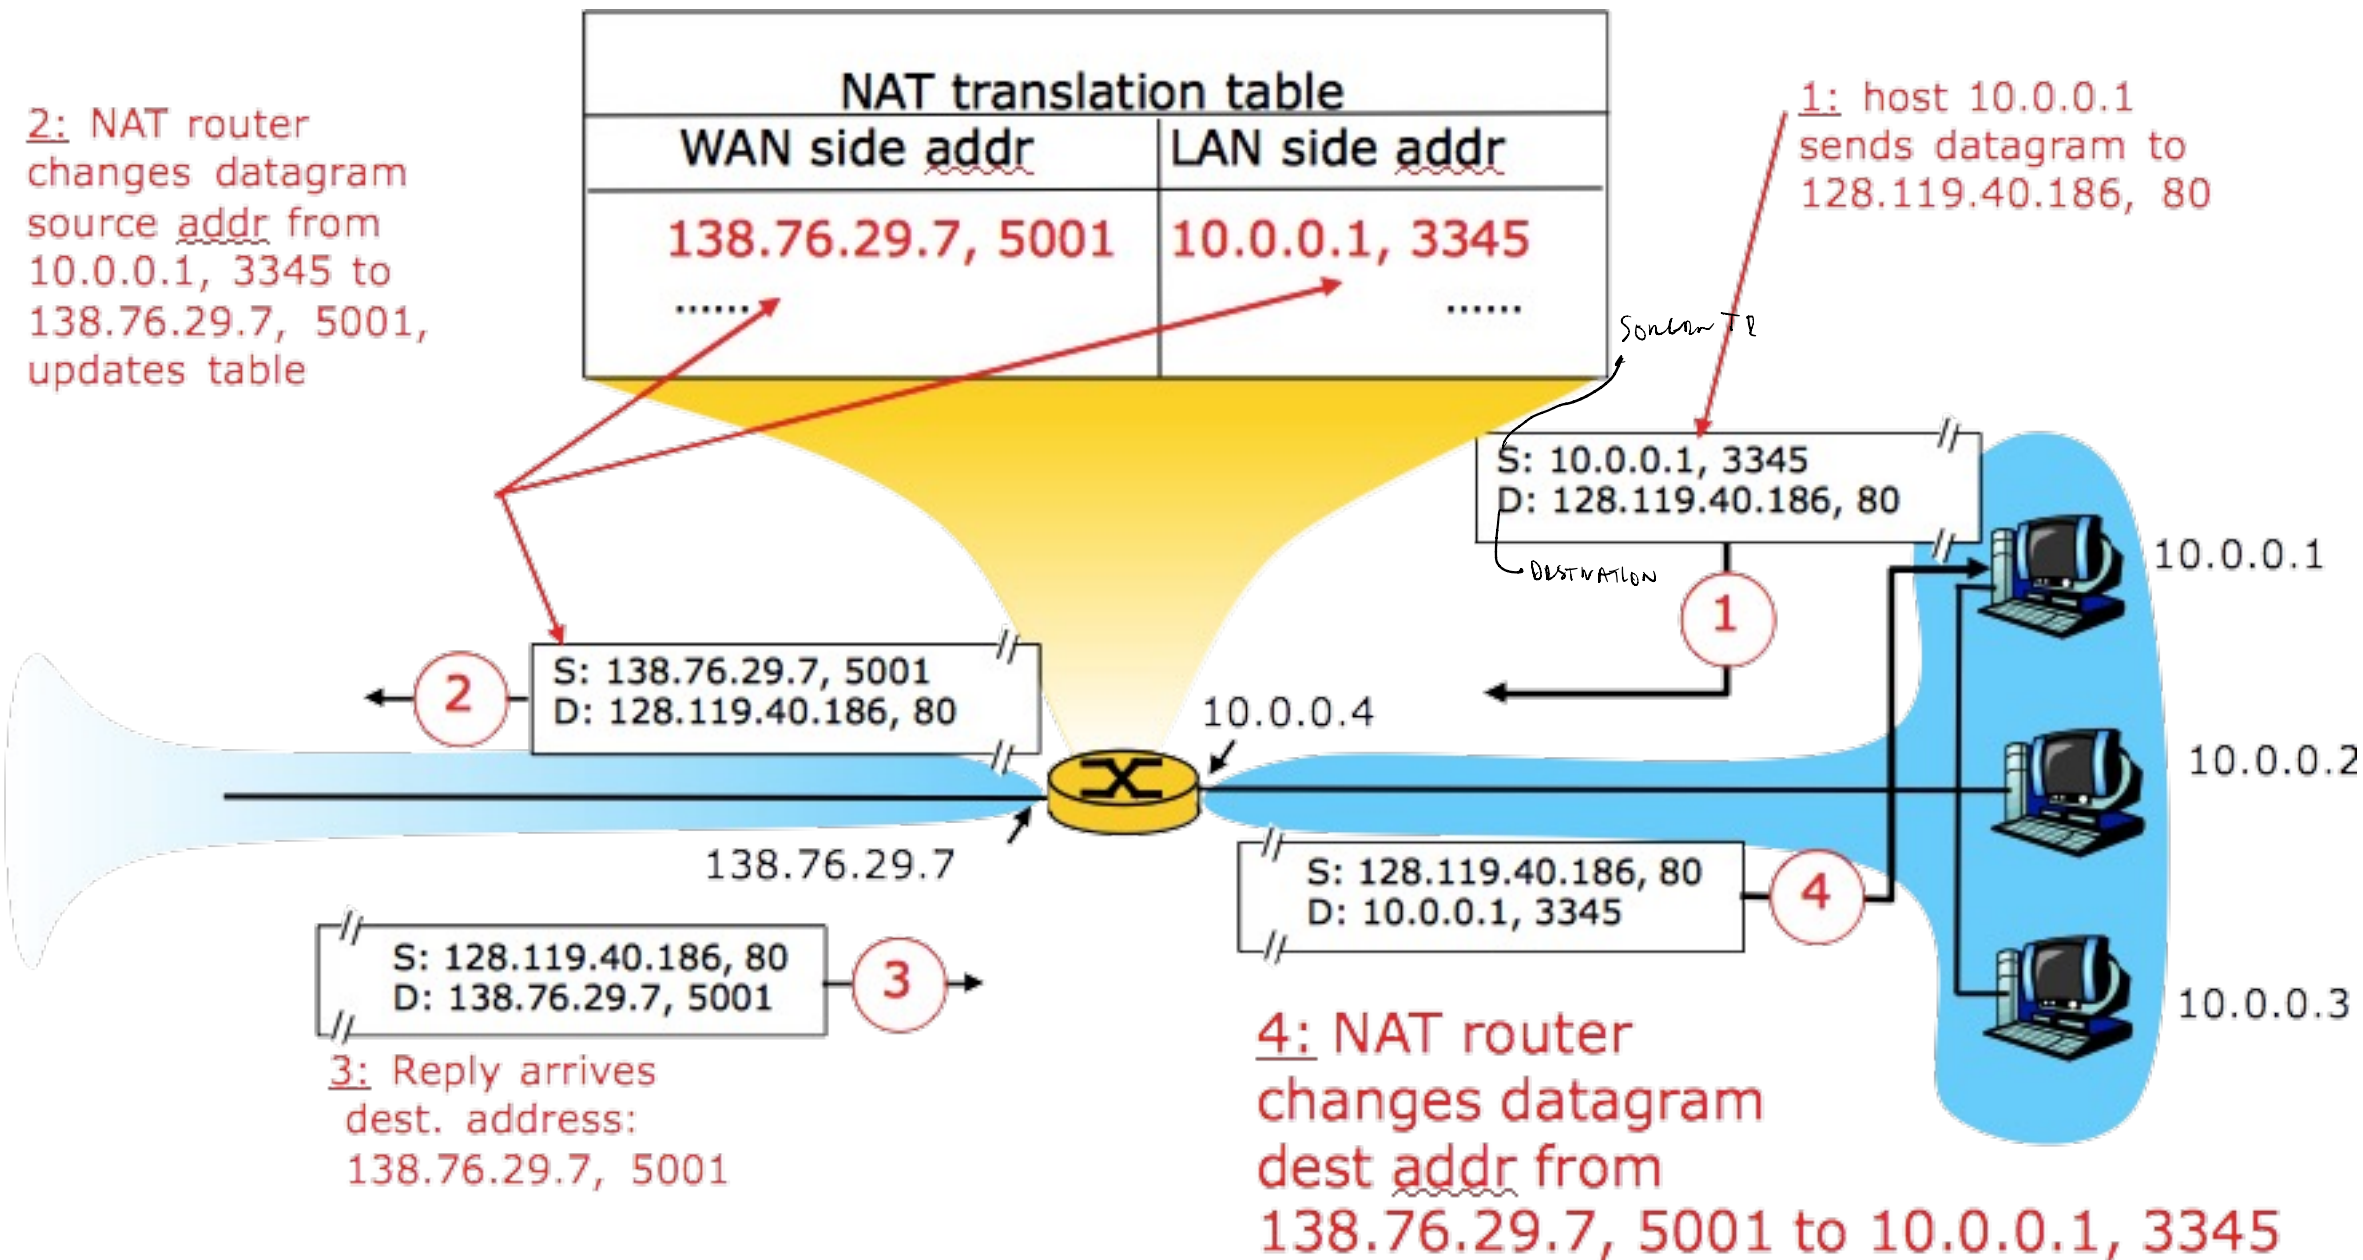 NAT translation table
WAN side addr LAN side addr
138.76.29.7, 5001 10.0.0.1, 3345
...... ......
2: NAT router
changes datagram
source addr from
10.0.0.1, 3345 to
138.76.29.7, 5001,
updates table
1: host 10.0.0.1
sends datagram to
128.119.40.186, 80
S: 10.0.0.1, 3345
D: 128.119.40.186, 80
DESTINATION
1
10.0.0.1
S: 138.76.29.7, 5001
D: 128.119.40.186, 80
2
10.0.0.4
10.0.0.2
138.76.29.7
S: 128.119.40.186, 80
D: 10.0.0.1, 3345
4
S: 128.119.40.186, 80
D: 138.76.29.7, 5001
3
10.0.0.3
3: Reply arrives
dest. address:
138.76.29.7, 5001
4: NAT router
changes datagram
dest addr from
138.76.29.7, 5001 to 10.0.0.1, 3345